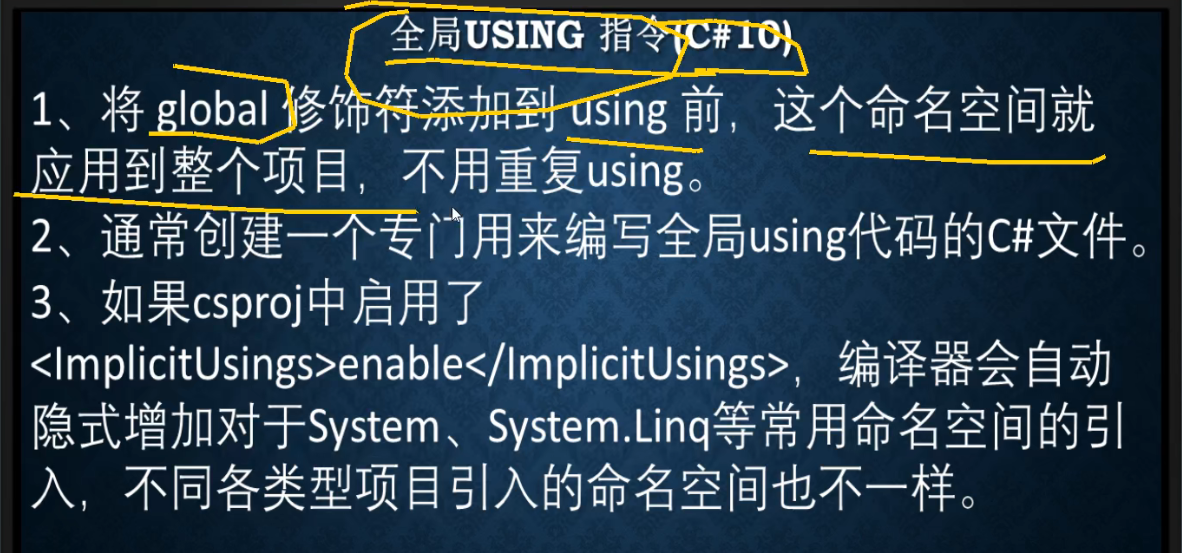 全局USING 指令(C#10)
1、将 global 修饰符添加到 using 前，这个命名空间就
应用到整个项目，不用重复using。
2、通常创建一个专门用来编写全局using代码的C#文件。
3、如果csproj中启用了
<ImplicitUsings>enable</ImplicitUsings>，编译器会自动
隐式增加对于System、System.Linq等常用命名空间的引
入，不同各类型项目引入的命名空间也不一样。